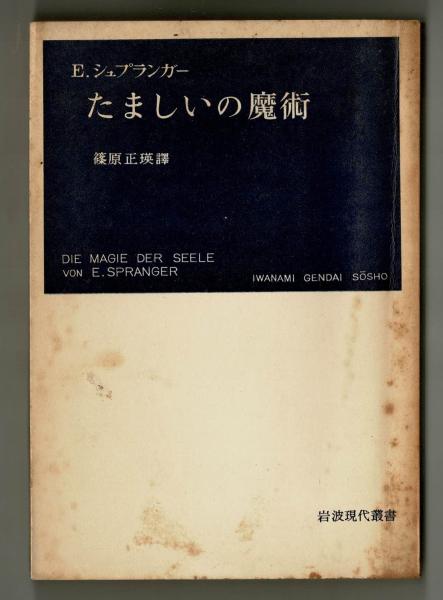 E. シュプランガー
たましいの魔術
篠原正瑛譯
DIE MAGIE DER SEELE
VON E. SPRANGER
IWANAMI GENDAI SŌSHO
岩波現代叢書